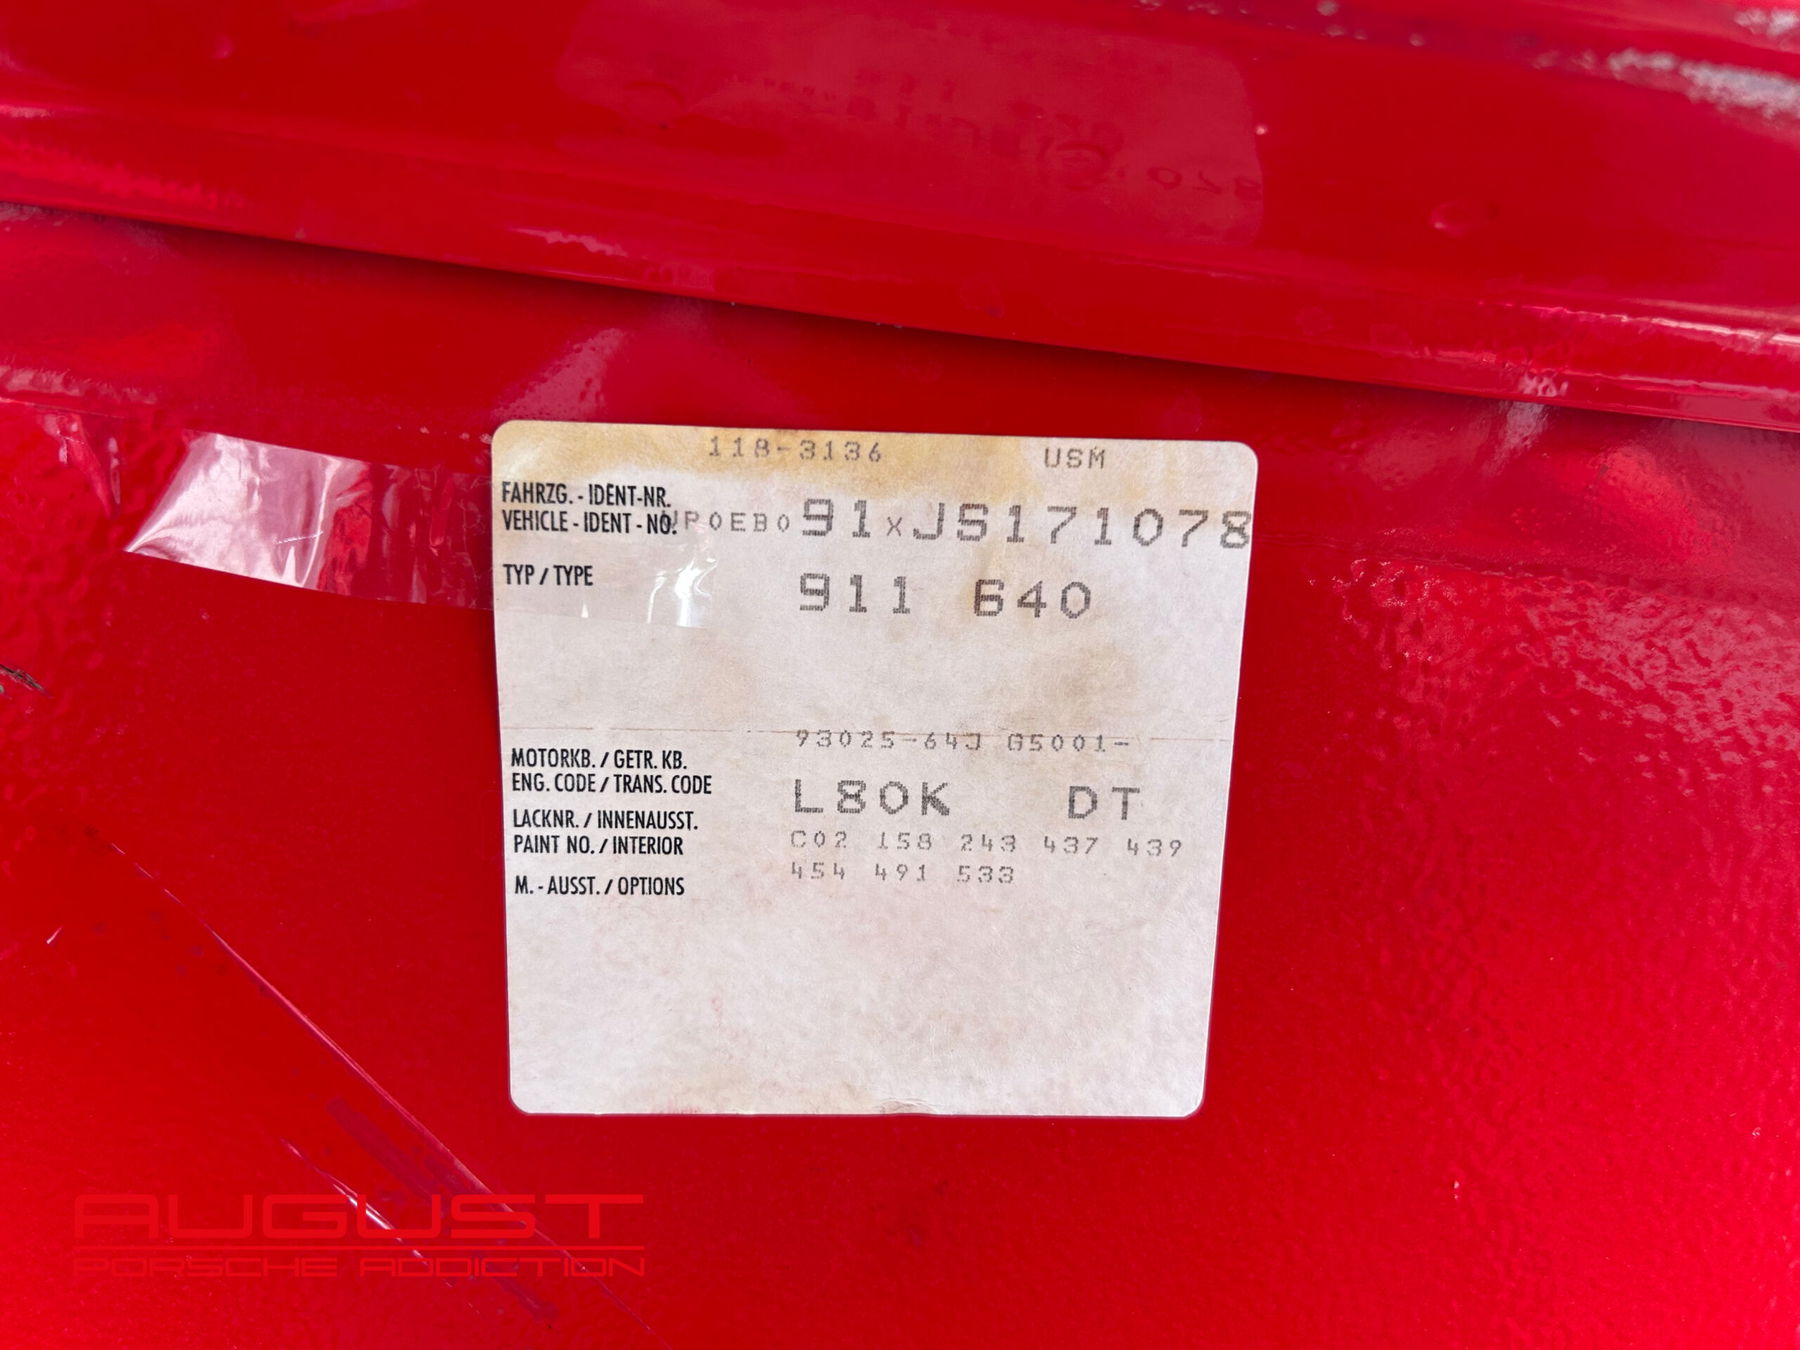 118-3136 USM
FAHRZG. - IDENT-NR.
VEHICLE - IDENT - NO. WP0EB091xJS171078
TYP / TYPE 911 640
93025-64J G5001-
MOTORKB. / GETR. KB.
ENG. CODE / TRANS. CODE
L80K DT
LACKNR. / INNENAUSST.
PAINT NO. / INTERIOR
C02 158 243 437 439
454 491 533
M. - AUSST. / OPTIONS
AUGUST
PORSCHE ADDICTION